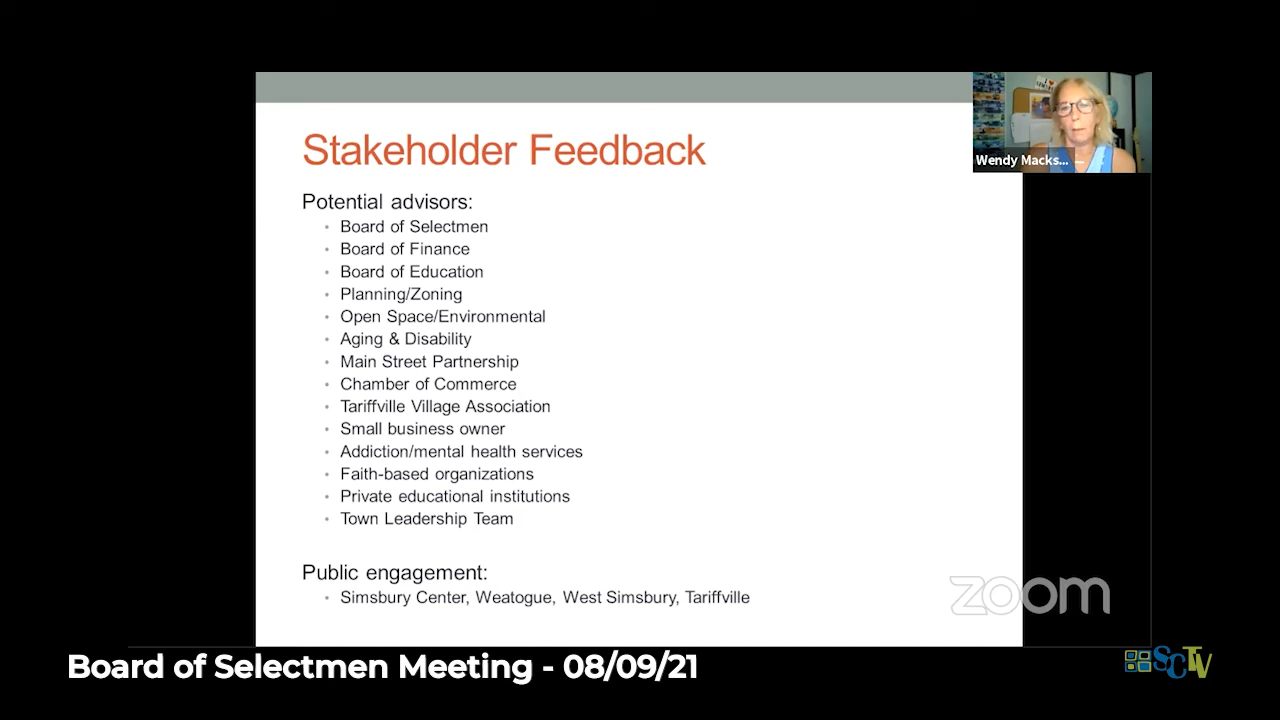 Stakeholder Feedback
Wendy Macks...
Potential advisors:
• Board of Selectmen
• Board of Finance
• Board of Education
• Planning/Zoning
• Open Space/Environmental
• Aging & Disability
• Main Street Partnership
• Chamber of Commerce
• Tariffville Village Association
• Small business owner
• Addiction/mental health services
• Faith-based organizations
• Private educational institutions
• Town Leadership Team
Public engagement:
• Simsbury Center, Weatogue, West Simsbury, Tariffville
zoom
Board of Selectmen Meeting - 08/09/21
SCTV